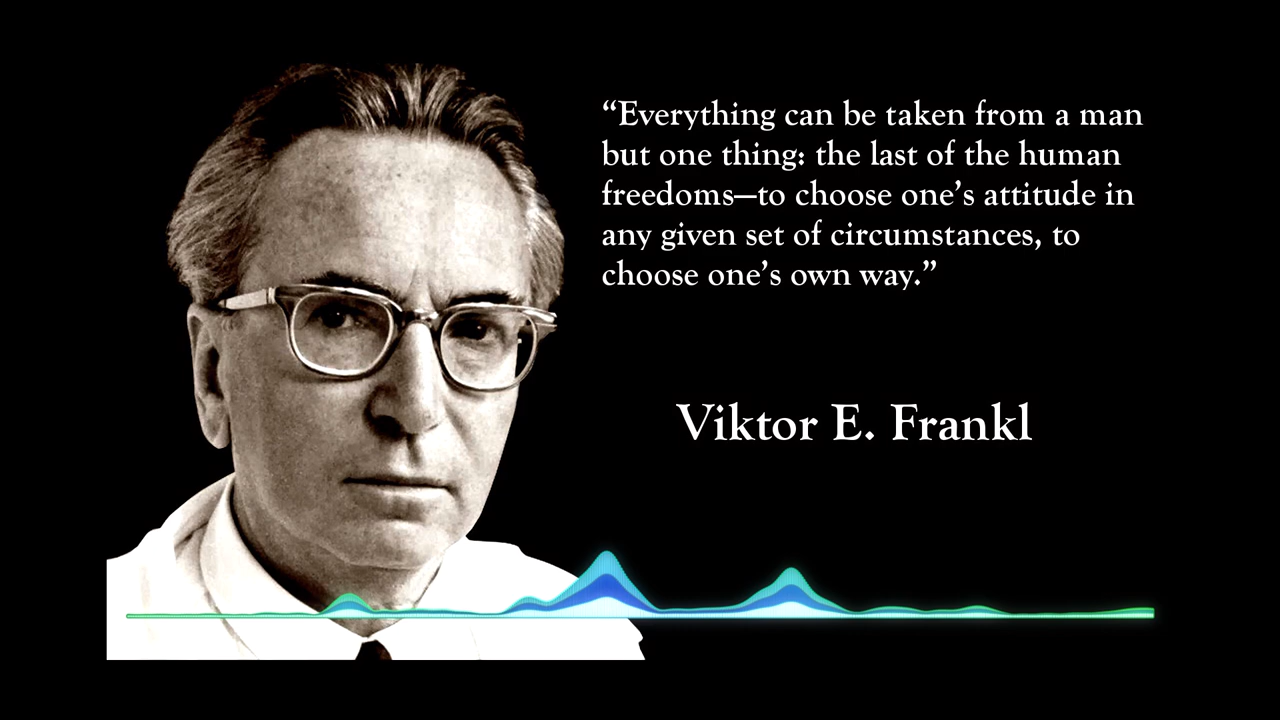 “Everything can be taken from a man
but one thing: the last of the human
freedoms—to choose one’s attitude in
any given set of circumstances, to
choose one’s own way.”
Viktor E. Frankl